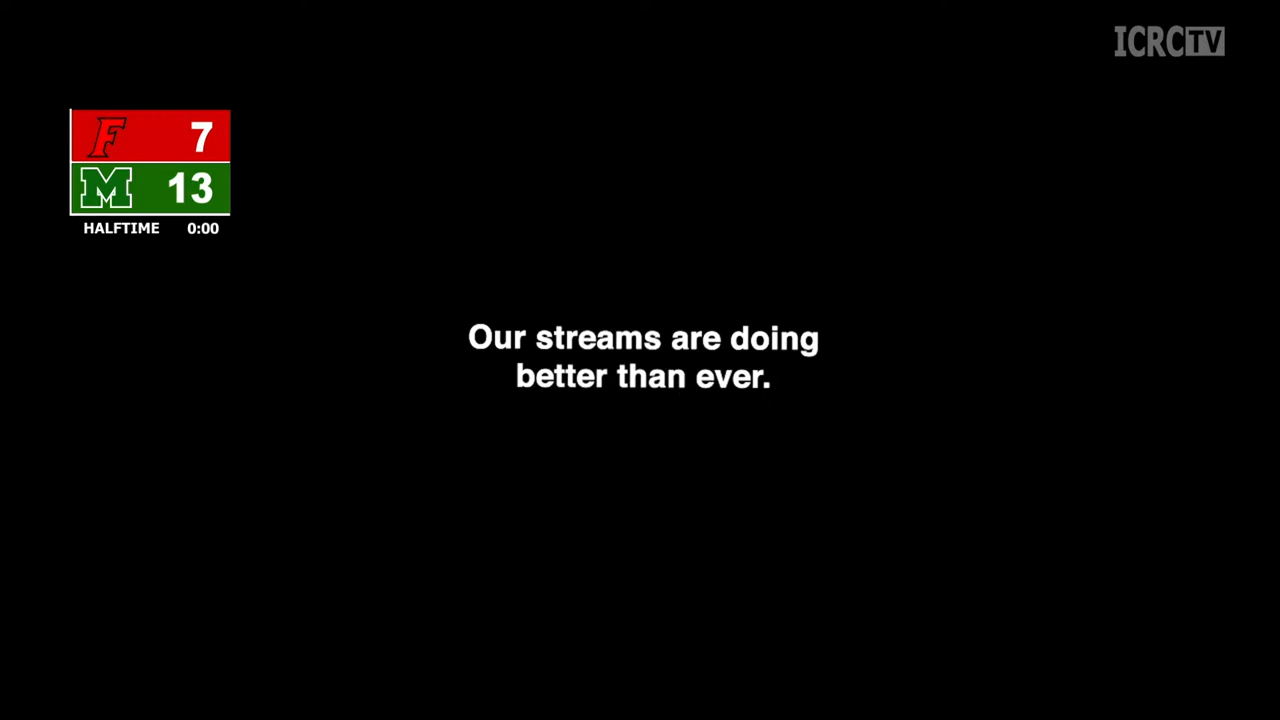 ICRCTV
F 7
M 13
HALFTIME 0:00
Our streams are doing
better than ever.